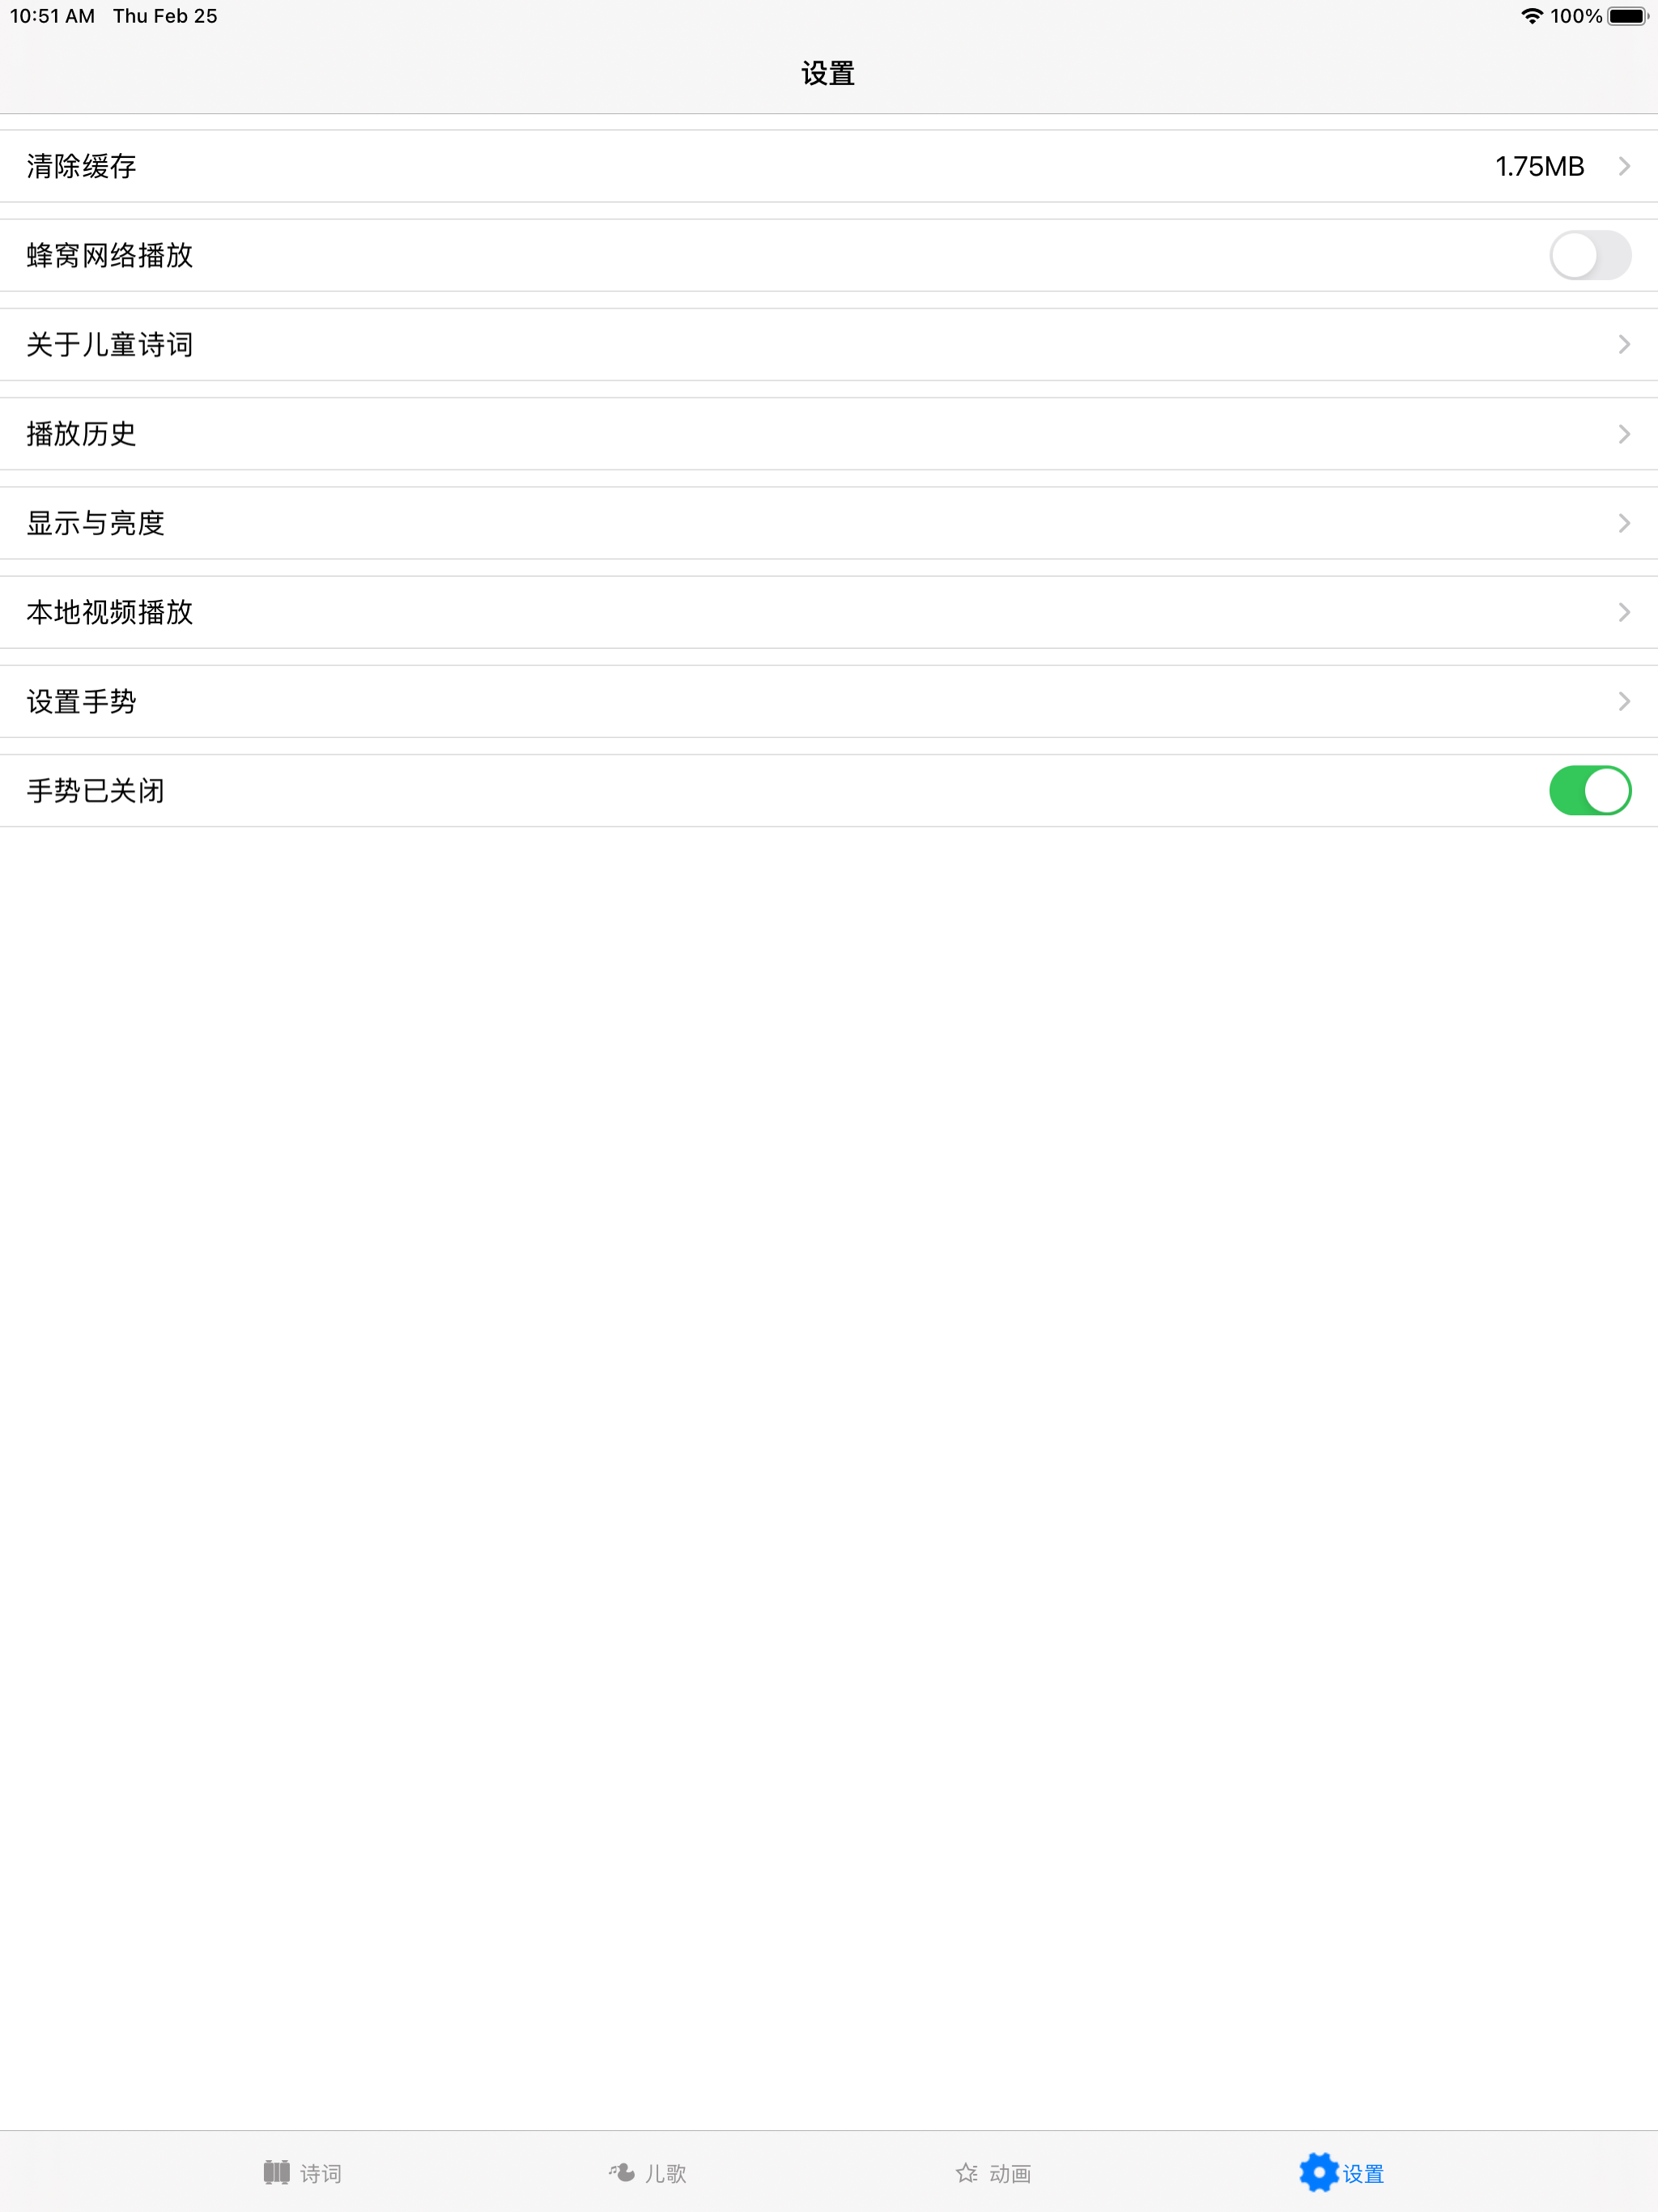 10:51 AM Thu Feb 25 100%
设置
清除缓存 1.75MB
蜂窝网络播放
关于儿童诗词
播放历史
显示与亮度
本地视频播放
设置手势
手势已关闭
诗词 儿歌 动画 设置